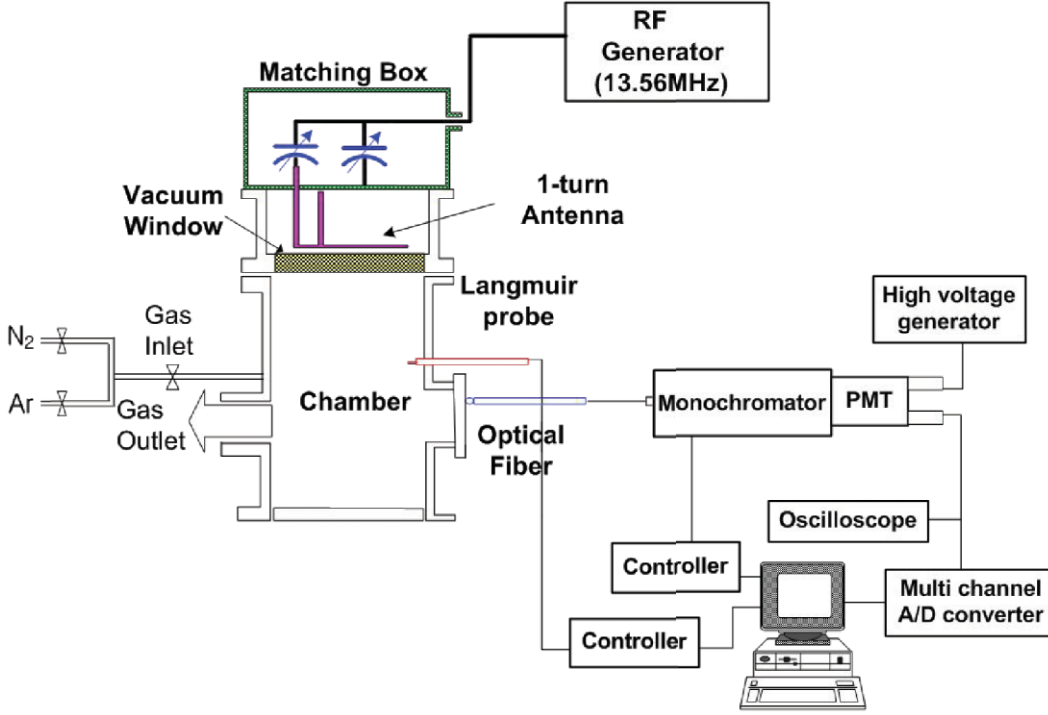 RF
Generator
(13.56MHz)
Matching Box
Vacuum
Window
1-turn
Antenna
Langmuir
probe
High voltage
generator
N₂
Gas
Inlet
Ar
Gas
Outlet
Chamber
Optical
Fiber
Monochromator
PMT
Oscilloscope
Controller
Multi channel
A/D converter
Controller